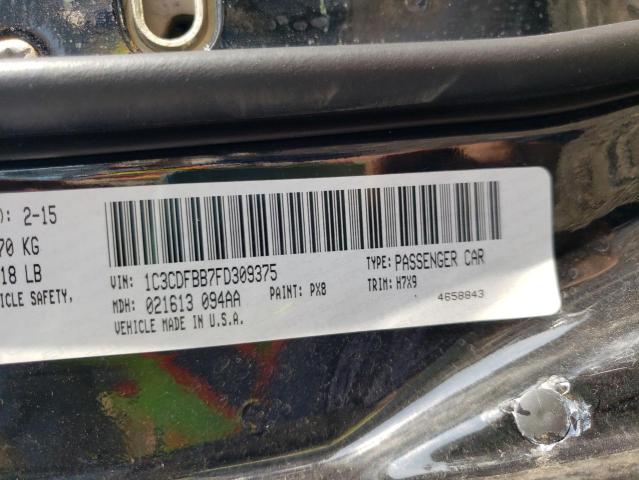 ): 2-15
70 KG
18 LB
HICLE SAFETY,
VIN: 1C3CDFBB7FD309375
TYPE: PASSENGER CAR
MDH: 021613 094AA
PAINT: PX8
TRIM: H7X9
VEHICLE MADE IN U.S.A.
4658843